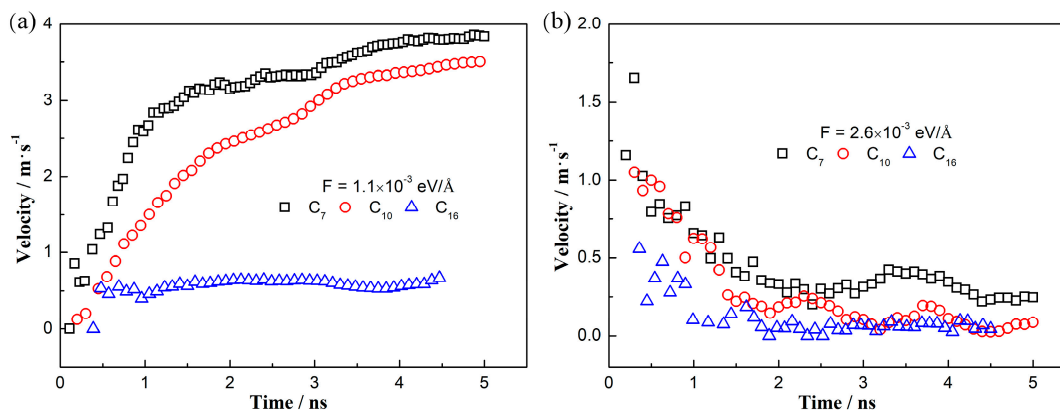 (a)
4
3
2
1
0
Velocity / m·s⁻¹
F = 1.1×10⁻³ eV/Å
C₇ C₁₀ C₁₆
0 1 2 3 4 5
Time / ns
(b)
2.0
1.5
1.0
0.5
0.0
Velocity / m·s⁻¹
F = 2.6×10⁻³ eV/Å
C₇ C₁₀ C₁₆
0 1 2 3 4 5
Time / ns